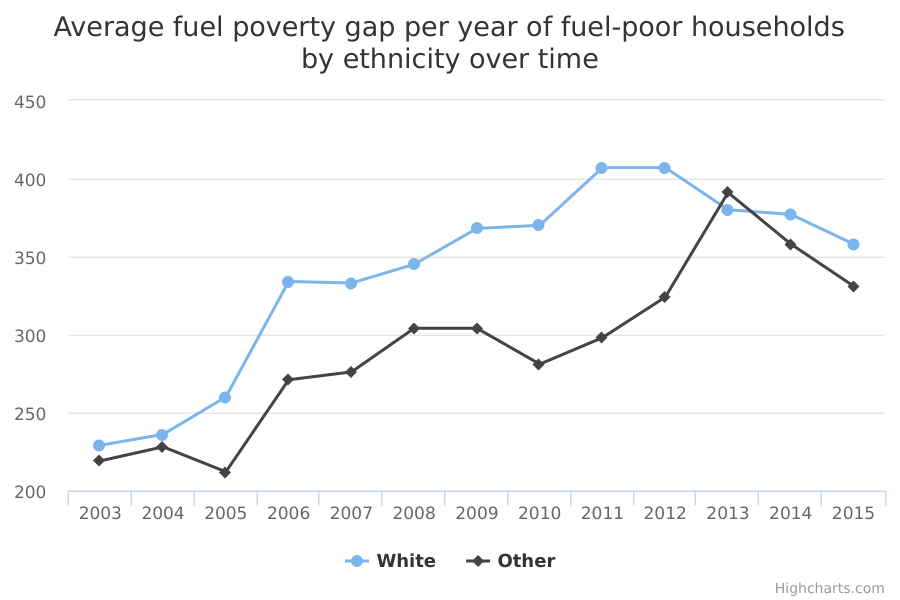 Average fuel poverty gap per year of fuel-poor households
by ethnicity over time
450
400
350
300
250
200
2003 2004 2005 2006 2007 2008 2009 2010 2011 2012 2013 2014 2015
White Other
Highcharts.com